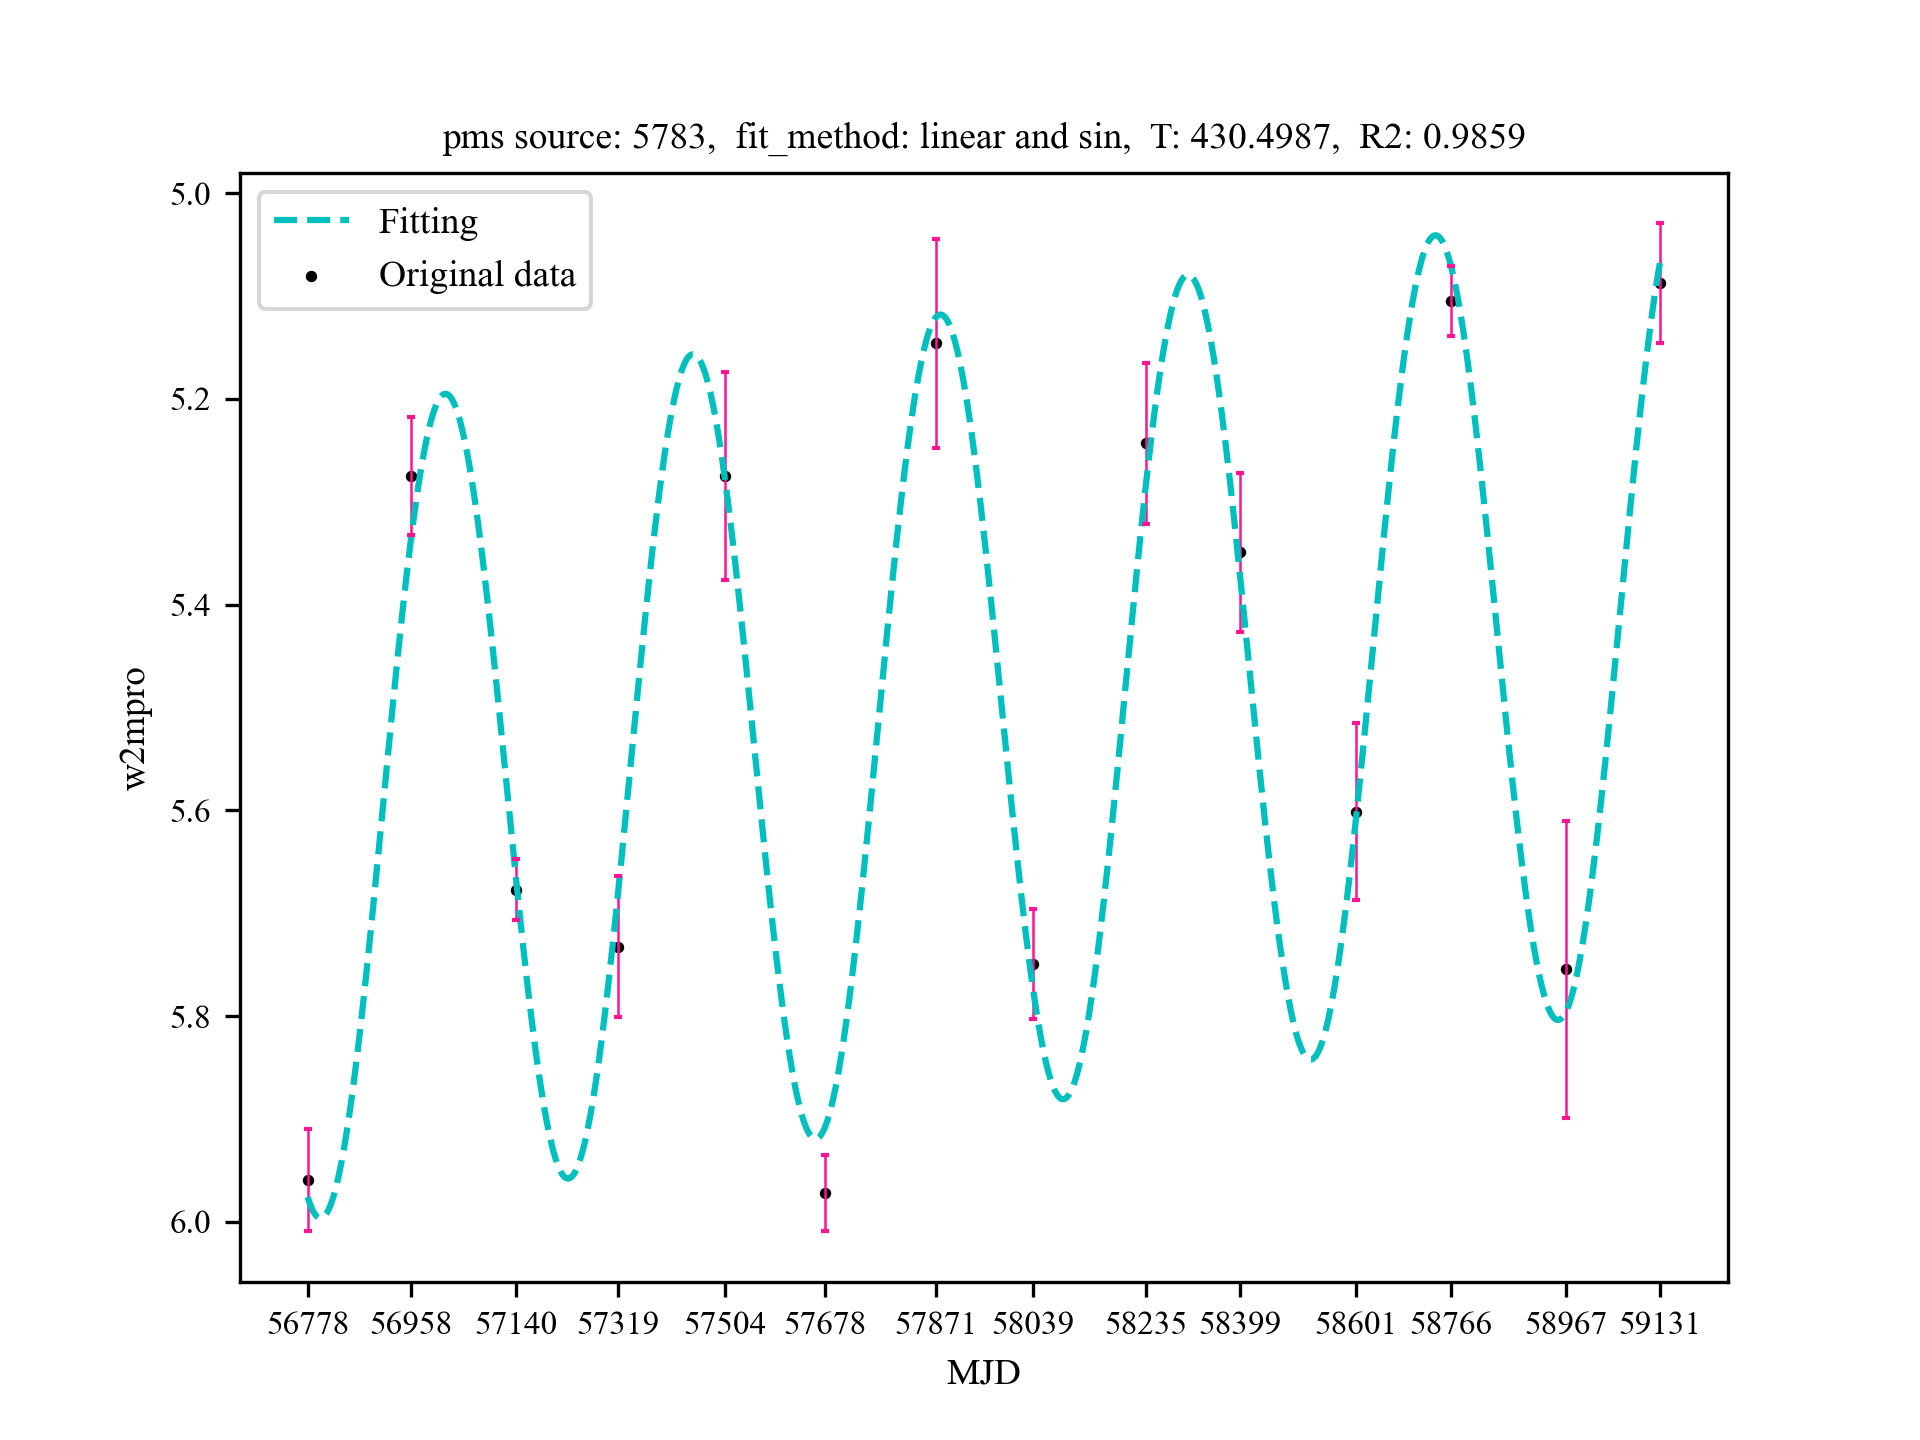 pms source: 5783,  fit_method: linear and sin,  T: 430.4987,  R2: 0.9859
Fitting
Original data
5.0
5.2
5.4
5.6
5.8
6.0
w2mpro
56778 56958 57140 57319 57504 57678 57871 58039 58235 58399 58601 58766 58967 59131
MJD